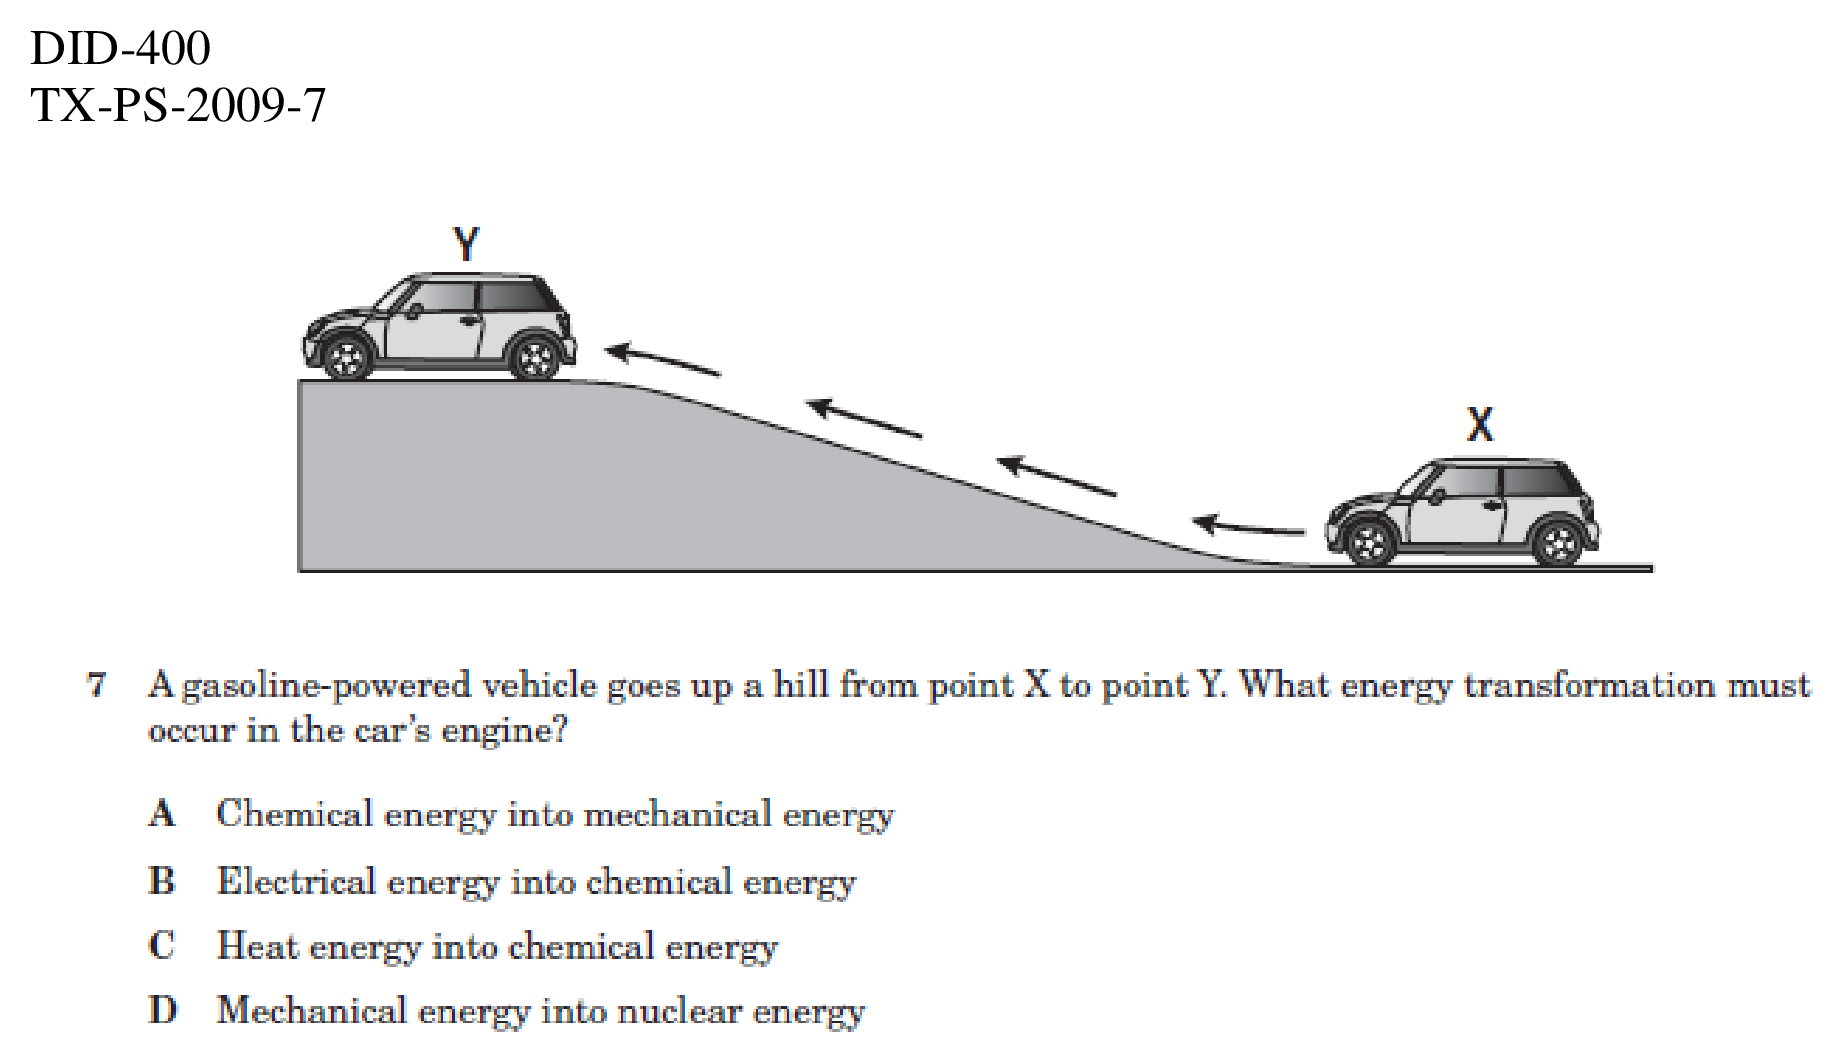 DID-400
TX-PS-2009-7
Y
X
7 A gasoline-powered vehicle goes up a hill from point X to point Y. What energy transformation must
occur in the car's engine?
A Chemical energy into mechanical energy
B Electrical energy into chemical energy
C Heat energy into chemical energy
D Mechanical energy into nuclear energy